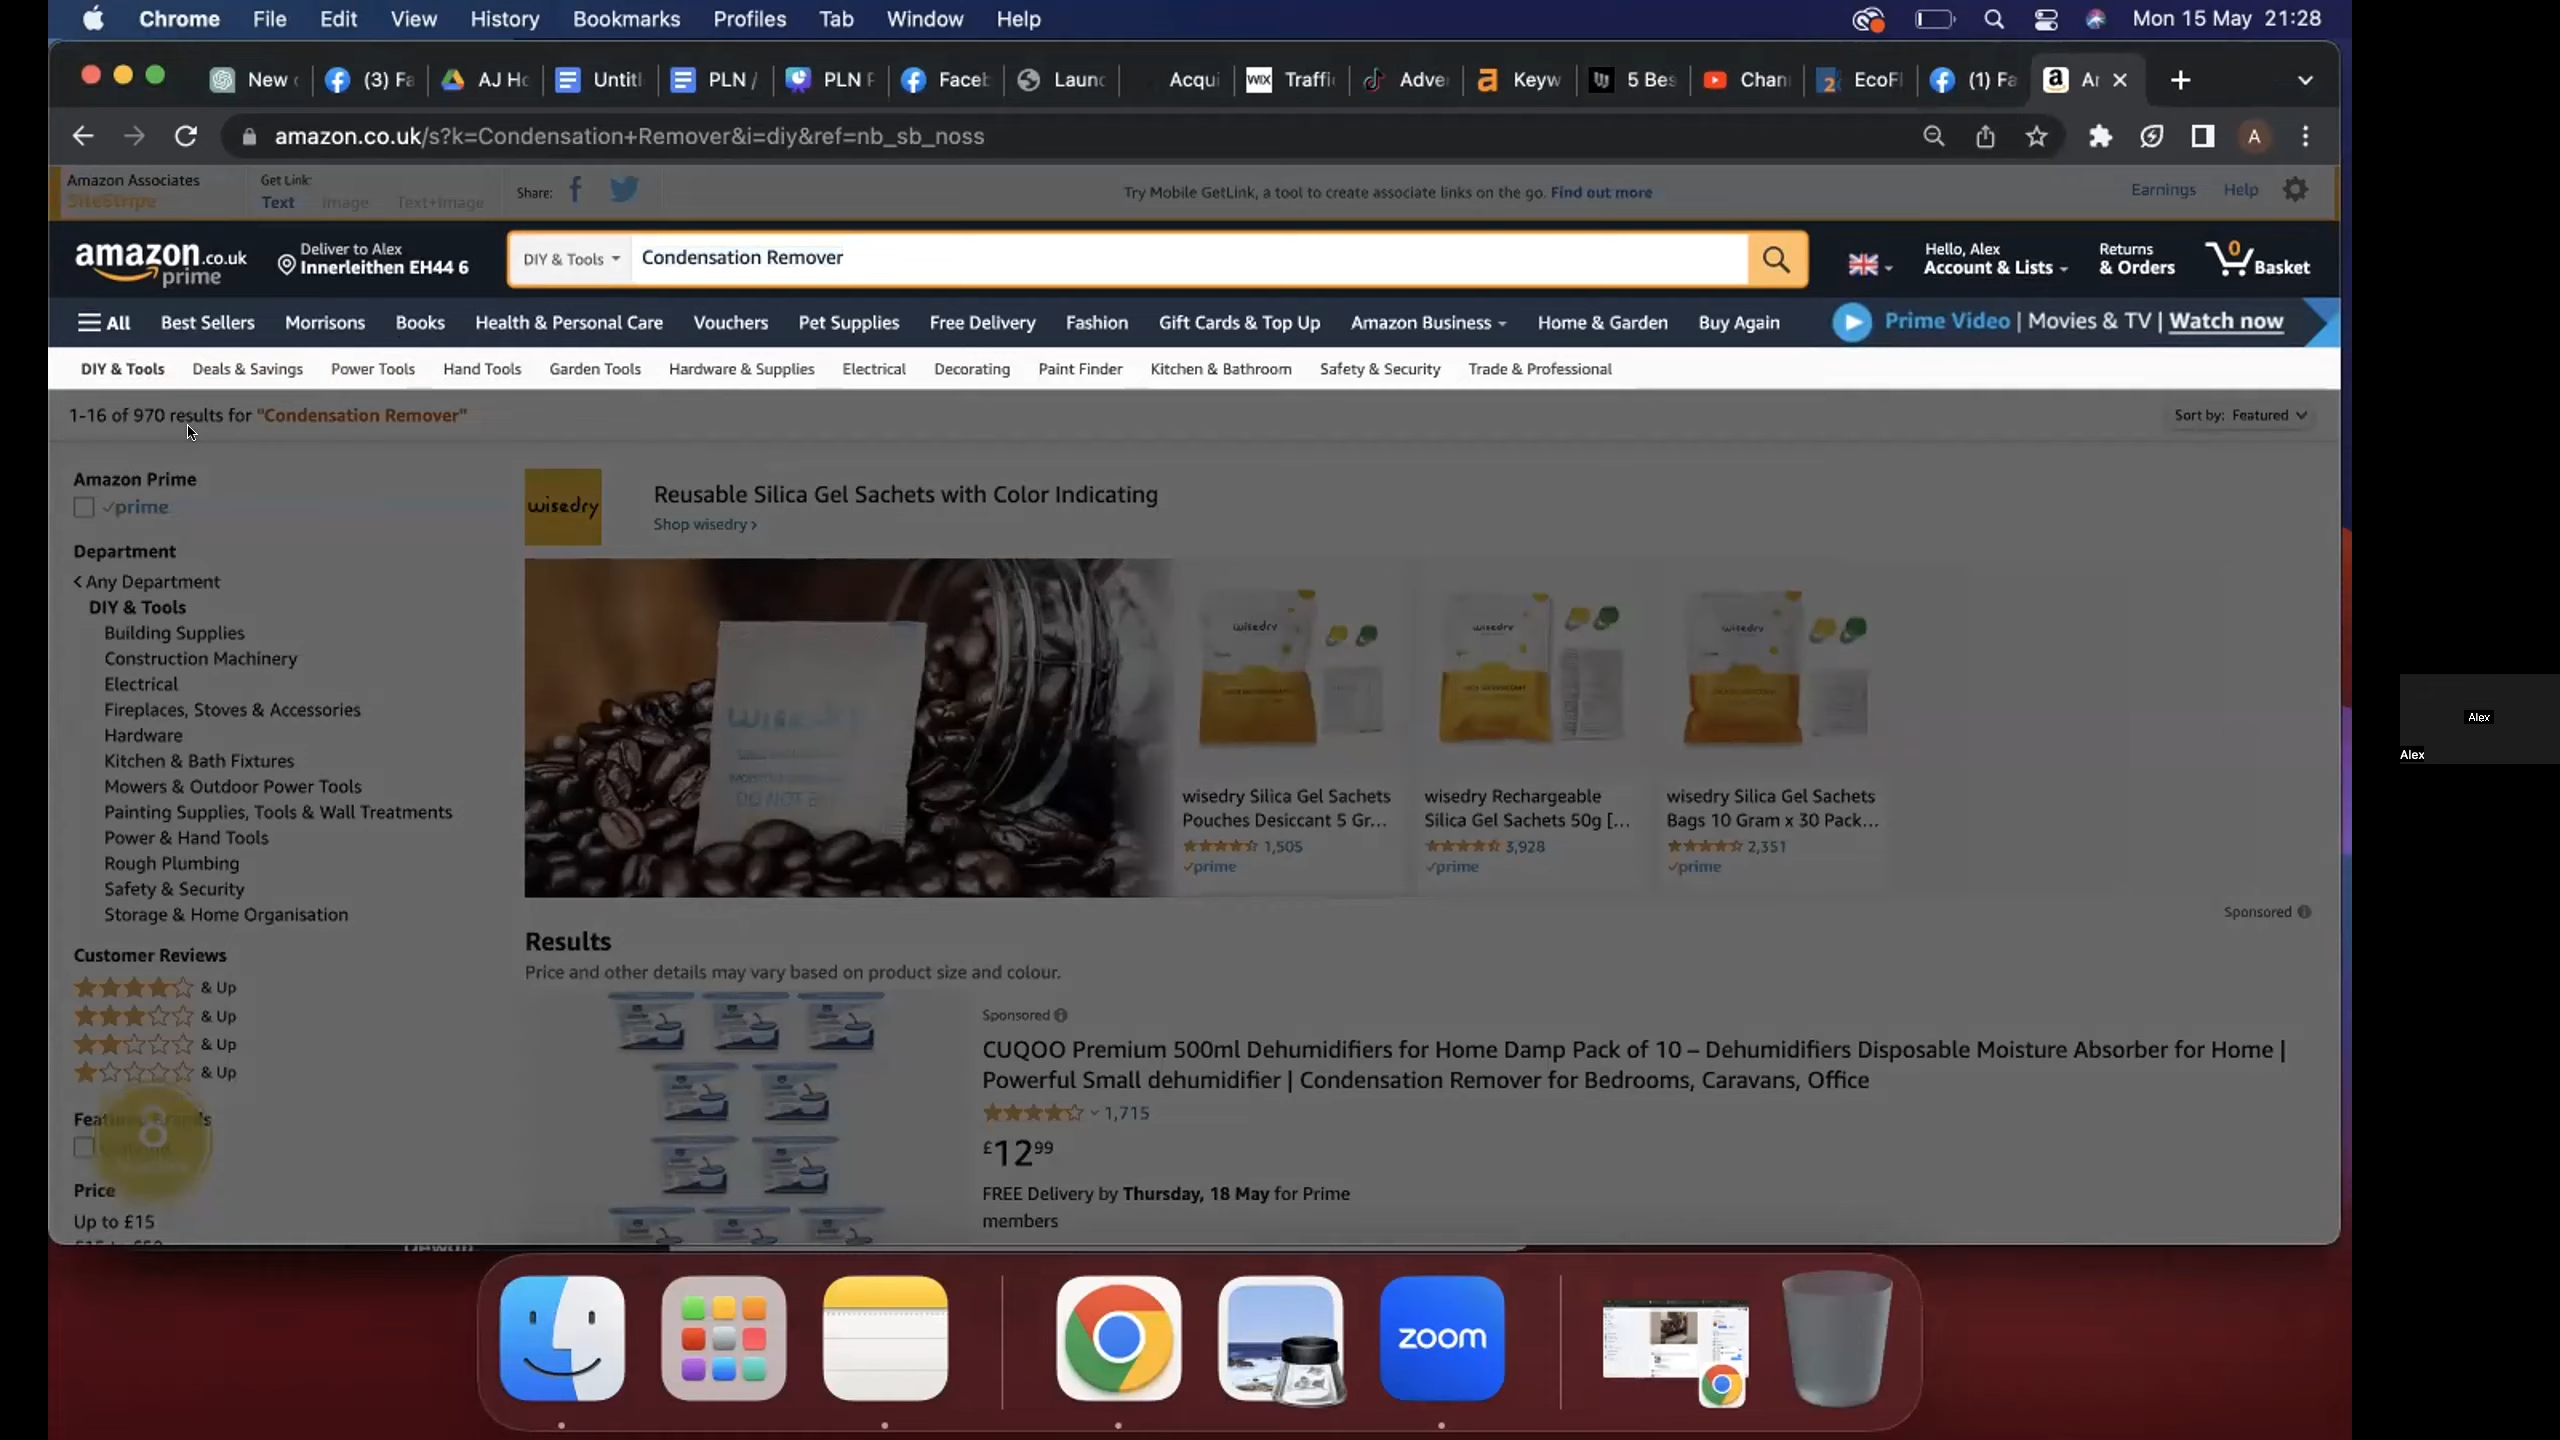 Chrome File Edit View History Bookmarks Profiles Tab Window Help
Mon 15 May 21:28
New
(3) Fa
AJ Ho
Untitl
PLN /
PLN F
Faceb
Launc
Acqui
WIX Traffi
Adve
Keyw
5 Bes
Chan
EcoFl
(1) Fa
amazon.co.uk/s?k=Condensation+Remover&i=diy&ref=nb_sb_noss
A
Amazon Associates
SiteStripe
Get Link:
Text Image Text+Image
Share:
Try Mobile GetLink, a tool to create associate links on the go. Find out more
Earnings Help
amazon.co.uk
prime
Deliver to Alex
Innerleithen EH44 6
DIY & Tools
Condensation Remover
Hello, Alex
Account & Lists
Returns
& Orders
0
Basket
All Best Sellers Morrisons Books Health & Personal Care Vouchers Pet Supplies Free Delivery Fashion Gift Cards & Top Up Amazon Business Home & Garden Buy Again
Prime Video | Movies & TV | Watch now
DIY & Tools Deals & Savings Power Tools Hand Tools Garden Tools Hardware & Supplies Electrical Decorating Paint Finder Kitchen & Bathroom Safety & Security Trade & Professional
1-16 of 970 results for "Condensation Remover"
Sort by: Featured
Amazon Prime
prime
Department
Any Department
DIY & Tools
Building Supplies
Construction Machinery
Electrical
Fireplaces, Stoves & Accessories
Hardware
Kitchen & Bath Fixtures
Mowers & Outdoor Power Tools
Painting Supplies, Tools & Wall Treatments
Power & Hand Tools
Rough Plumbing
Safety & Security
Storage & Home Organisation
Customer Reviews
& Up
& Up
& Up
& Up
8
Price
Up to £15
wisedry
Reusable Silica Gel Sachets with Color Indicating
Shop wisedry
wisedry
DO NOT
wisedry
wisedry
wisedry
wisedry Silica Gel Sachets
Pouches Desiccant 5 Gr...
1,505
prime
wisedry Rechargeable
Silica Gel Sachets 50g [...
3,928
prime
wisedry Silica Gel Sachets
Bags 10 Gram x 30 Pack...
2,351
prime
Sponsored
Results
Price and other details may vary based on product size and colour.
Sponsored
CUQOO Premium 500ml Dehumidifiers for Home Damp Pack of 10 – Dehumidifiers Disposable Moisture Absorber for Home |
Powerful Small dehumidifier | Condensation Remover for Bedrooms, Caravans, Office
1,715
£12 99
FREE Delivery by Thursday, 18 May for Prime
members
zoom
Alex
Alex